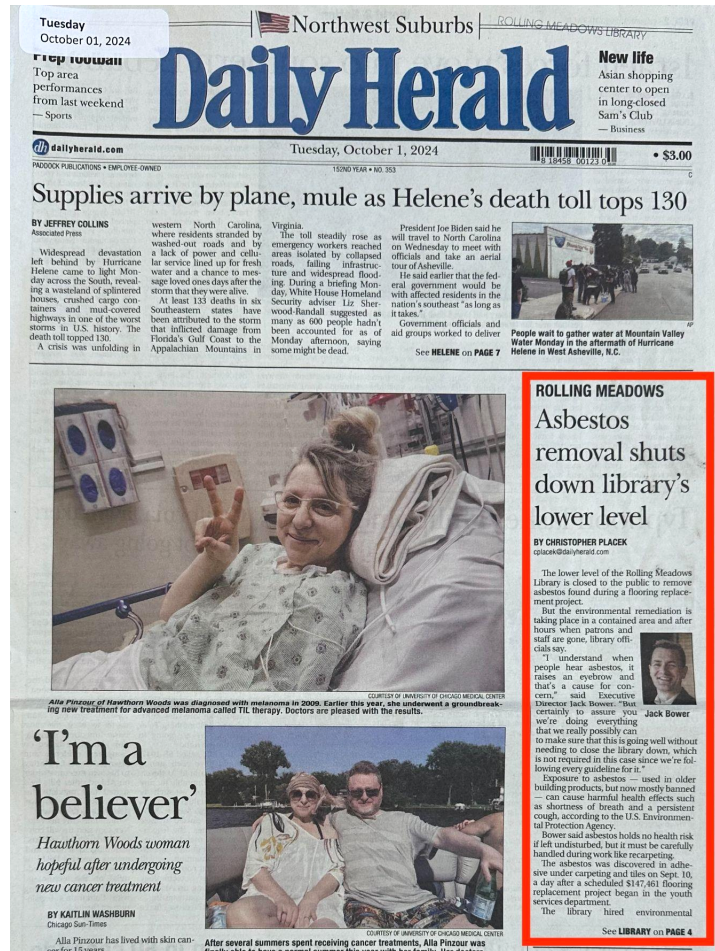 Tuesday
October 01, 2024
Northwest Suburbs
ROLLING MEADOWS LIBRARY
Prep football
Top area
performances
from last weekend
— Sports
Daily Herald
New life
Asian shopping
center to open
in long-closed
Sam's Club
— Business
dh dailyherald.com
Tuesday, October 1, 2024
8 18458 00123 0
• $3.00
PADDOCK PUBLICATIONS • EMPLOYEE-OWNED
152ND YEAR • NO. 353
C
Supplies arrive by plane, mule as Helene's death toll tops 130
BY JEFFREY COLLINS
Associated Press
Widespread devastation
left behind by Hurricane
Helene came to light Mon-
day across the South, reveal-
ing a wasteland of splintered
houses, crushed cargo con-
tainers and mud-covered
highways in one of the worst
storms in U.S. history. The
death toll topped 130.
A crisis was unfolding in
western North Carolina,
where residents stranded by
washed-out roads and by
a lack of power and cellu-
lar service lined up for fresh
water and a chance to mes-
sage loved ones days after the
storm that they were alive.
At least 133 deaths in six
Southeastern states have
been attributed to the storm
that inflicted damage from
Florida's Gulf Coast to the
Appalachian Mountains in
Virginia.
The toll steadily rose as
emergency workers reached
areas isolated by collapsed
roads, failing infrastruc-
ture and widespread flood-
ing. During a briefing Mon-
day, White House Homeland
Security adviser Liz Sher-
wood-Randall suggested as
many as 600 people hadn't
been accounted for as of
Monday afternoon, saying
some might be dead.
President Joe Biden said he
will travel to North Carolina
on Wednesday to meet with
officials and take an aerial
tour of Asheville.
He said earlier that the fed-
eral government would be
with affected residents in the
nation's southeast "as long as
it takes."
Government officials and
aid groups worked to deliver
See HELENE on PAGE 7
AP
People wait to gather water at Mountain Valley
Water Monday in the aftermath of Hurricane
Helene in West Asheville, N.C.
COURTESY OF UNIVERSITY OF CHICAGO MEDICAL CENTER
Alla Pinzour of Hawthorn Woods was diagnosed with melanoma in 2009. Earlier this year, she underwent a groundbreak-
ing new treatment for advanced melanoma called TIL therapy. Doctors are pleased with the results.
'I'm a
believer'
Hawthorn Woods woman
hopeful after undergoing
new cancer treatment
BY KAITLIN WASHBURN
Chicago Sun-Times
Alla Pinzour has lived with skin can-
cer for 15 years.
COURTESY OF UNIVERSITY OF CHICAGO MEDICAL CENTER
After several summers spent receiving cancer treatments, Alla Pinzour was
ROLLING MEADOWS
Asbestos
removal shuts
down library's
lower level
BY CHRISTOPHER PLACEK
cplacek@dailyherald.com
The lower level of the Rolling Meadows
Library is closed to the public to remove
asbestos found during a flooring replace-
ment project.
But the environmental remediation is
taking place in a contained area and after
hours when patrons and
staff are gone, library offi-
cials say.
"I understand when
people hear asbestos, it
raises an eyebrow and
that's a cause for con-
cern," said Executive
Director Jack Bower. "But
certainly to assure you
we're doing everything
that we really possibly can
Jack Bower
to make sure that this is going well without
needing to close the library down, which
is not required in this case since we're fol-
lowing every guideline for it."
Exposure to asbestos — used in older
building products, but now mostly banned
— can cause harmful health effects such
as shortness of breath and a persistent
cough, according to the U.S. Environmen-
tal Protection Agency.
Bower said asbestos holds no health risk
if left undisturbed, but it must be carefully
handled during work like recarpeting.
The asbestos was discovered in adhe-
sive under carpeting and tiles on Sept. 10,
a day after a scheduled $147,461 flooring
replacement project began in the youth
services department.
The library hired environmental
See LIBRARY on PAGE 4